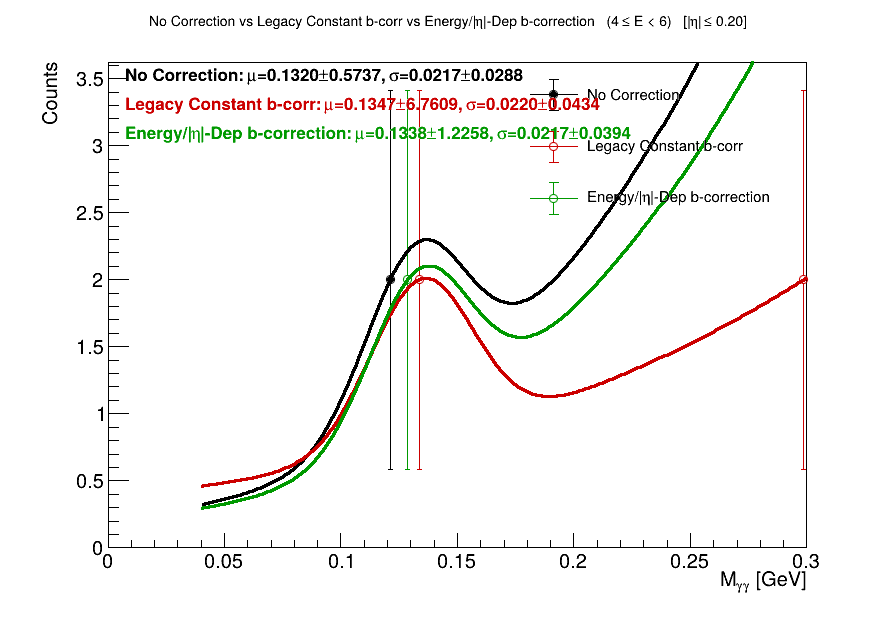 No Correction vs Legacy Constant b-corr vs Energy/|η|-Dep b-correction (4 ≤ E < 6) [|η| ≤ 0.20]
Counts
3.5
3
2.5
2
1.5
1
0.5
0
No Correction: μ=0.1320±0.5737, σ=0.0217±0.0288
Legacy Constant b-corr: μ=0.1347±6.7609, σ=0.0220±0.0434
Energy/|η|-Dep b-correction: μ=0.1338±1.2258, σ=0.0217±0.0394
No Correction
Legacy Constant b-corr
Energy/|η|-Dep b-correction
0 0.05 0.1 0.15 0.2 0.25 0.3
Mγγ [GeV]